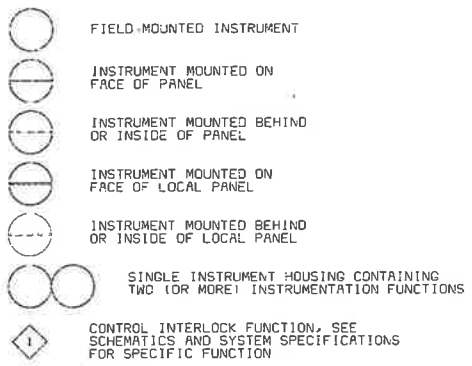 FIELD MOUNTED INSTRUMENT
INSTRUMENT MOUNTED ON
FACE OF PANEL
INSTRUMENT MOUNTED BEHIND
OR INSIDE OF PANEL
INSTRUMENT MOUNTED ON
FACE OF LOCAL PANEL
INSTRUMENT MOUNTED BEHIND
OR INSIDE OF LOCAL PANEL
SINGLE INSTRUMENT HOUSING CONTAINING
TWO (OR MORE) INSTRUMENTATION FUNCTIONS
1
CONTROL INTERLOCK FUNCTION, SEE
SCHEMATICS AND SYSTEM SPECIFICATIONS
FOR SPECIFIC FUNCTION